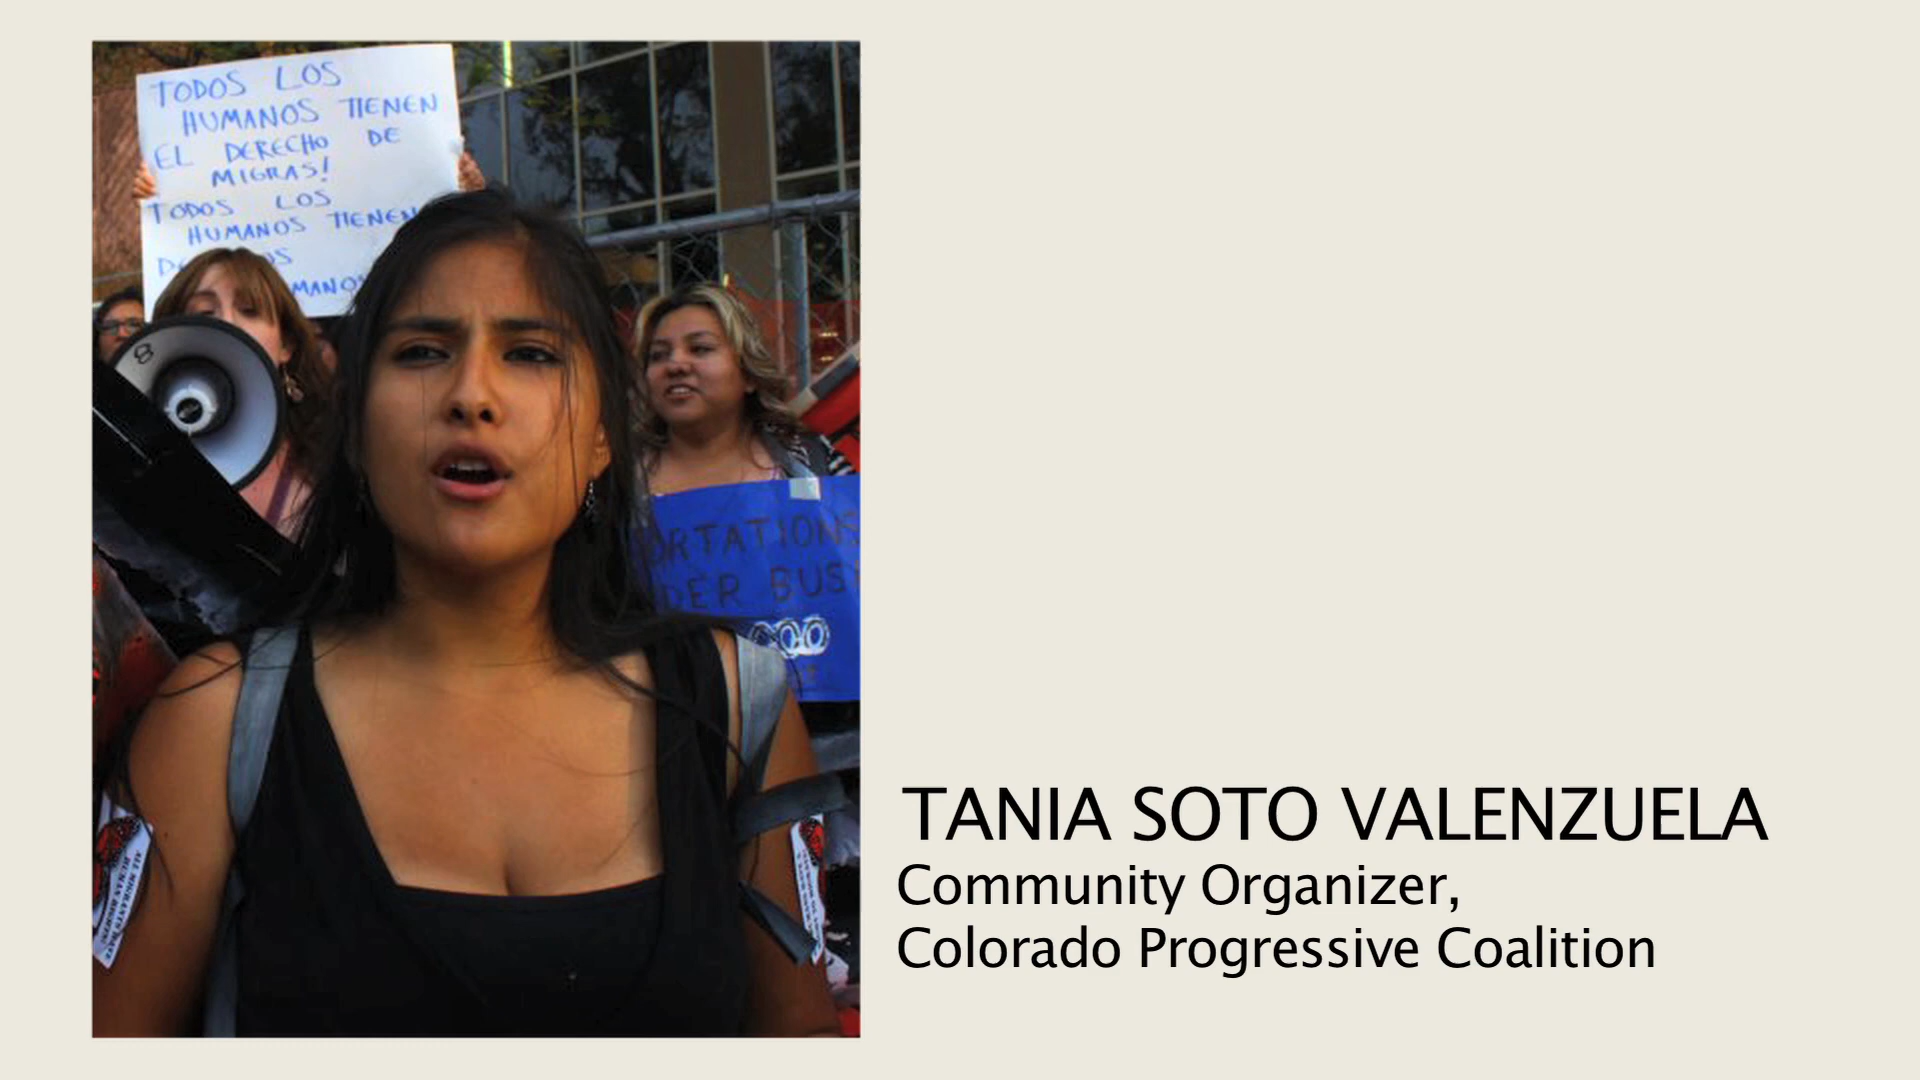 TODOS LOS
HUMANOS TIENEN
EL DERECHO DE
MIGRAS!
TODOS LOS
HUMANOS TIENEN
8
TANIA SOTO VALENZUELA
Community Organizer,
Colorado Progressive Coalition